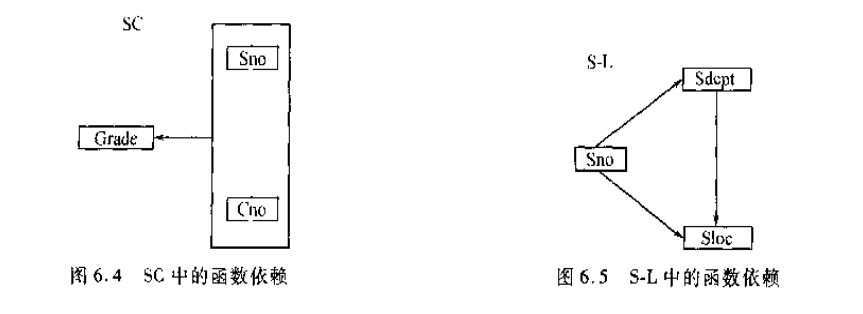 SC
Sno
Grade
Cno
图 6.4 SC 中的函数依赖
S-L
Sdept
Sno
Sloc
图 6.5 S-L 中的函数依赖